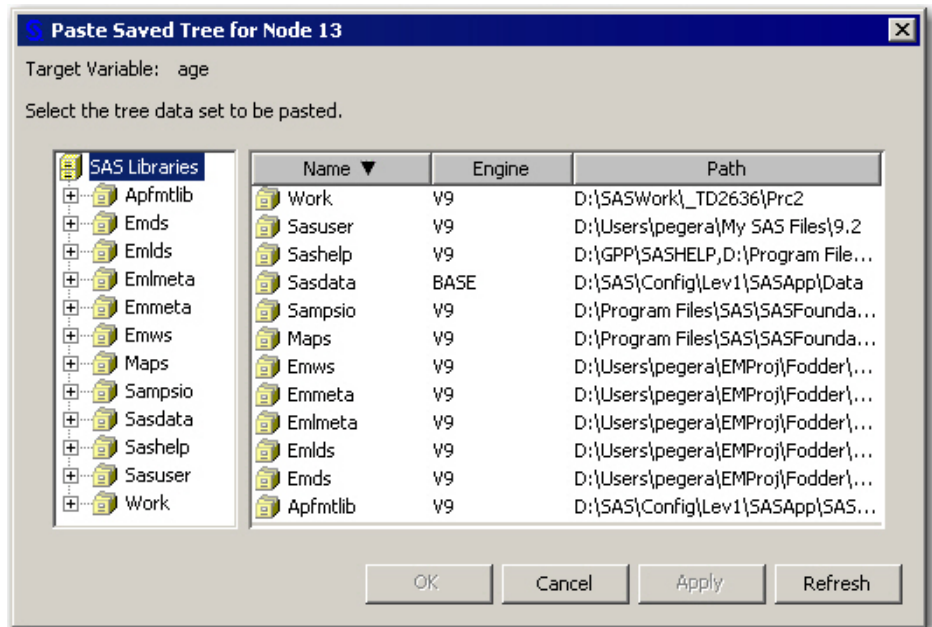 Paste Saved Tree for Node 13
Target Variable: age
Select the tree data set to be pasted.
SAS Libraries
Apfmtlib
Emds
Emlds
Emlmeta
Emmeta
Emws
Maps
Sampsio
Sasdata
Sashelp
Sasuser
Work
Name ▼ Engine Path
Work V9 D:\SASWork\_TD2636\Prc2
Sasuser V9 D:\Users\pegera\My SAS Files\9.2
Sashelp V9 D:\GPP\SASHELP,D:\Program File...
Sasdata BASE D:\SAS\Config\Lev1\SASApp\Data
Sampsio V9 D:\Program Files\SAS\SASFounda...
Maps V9 D:\Program Files\SAS\SASFounda...
Emws V9 D:\Users\pegera\EMProj\Fodder\...
Emmeta V9 D:\Users\pegera\EMProj\Fodder\...
Emlmeta V9 D:\Users\pegera\EMProj\Fodder\...
Emlds V9 D:\Users\pegera\EMProj\Fodder\...
Emds V9 D:\Users\pegera\EMProj\Fodder\...
Apfmtlib V9 D:\SAS\Config\Lev1\SASApp\SAS...
OK Cancel Apply Refresh